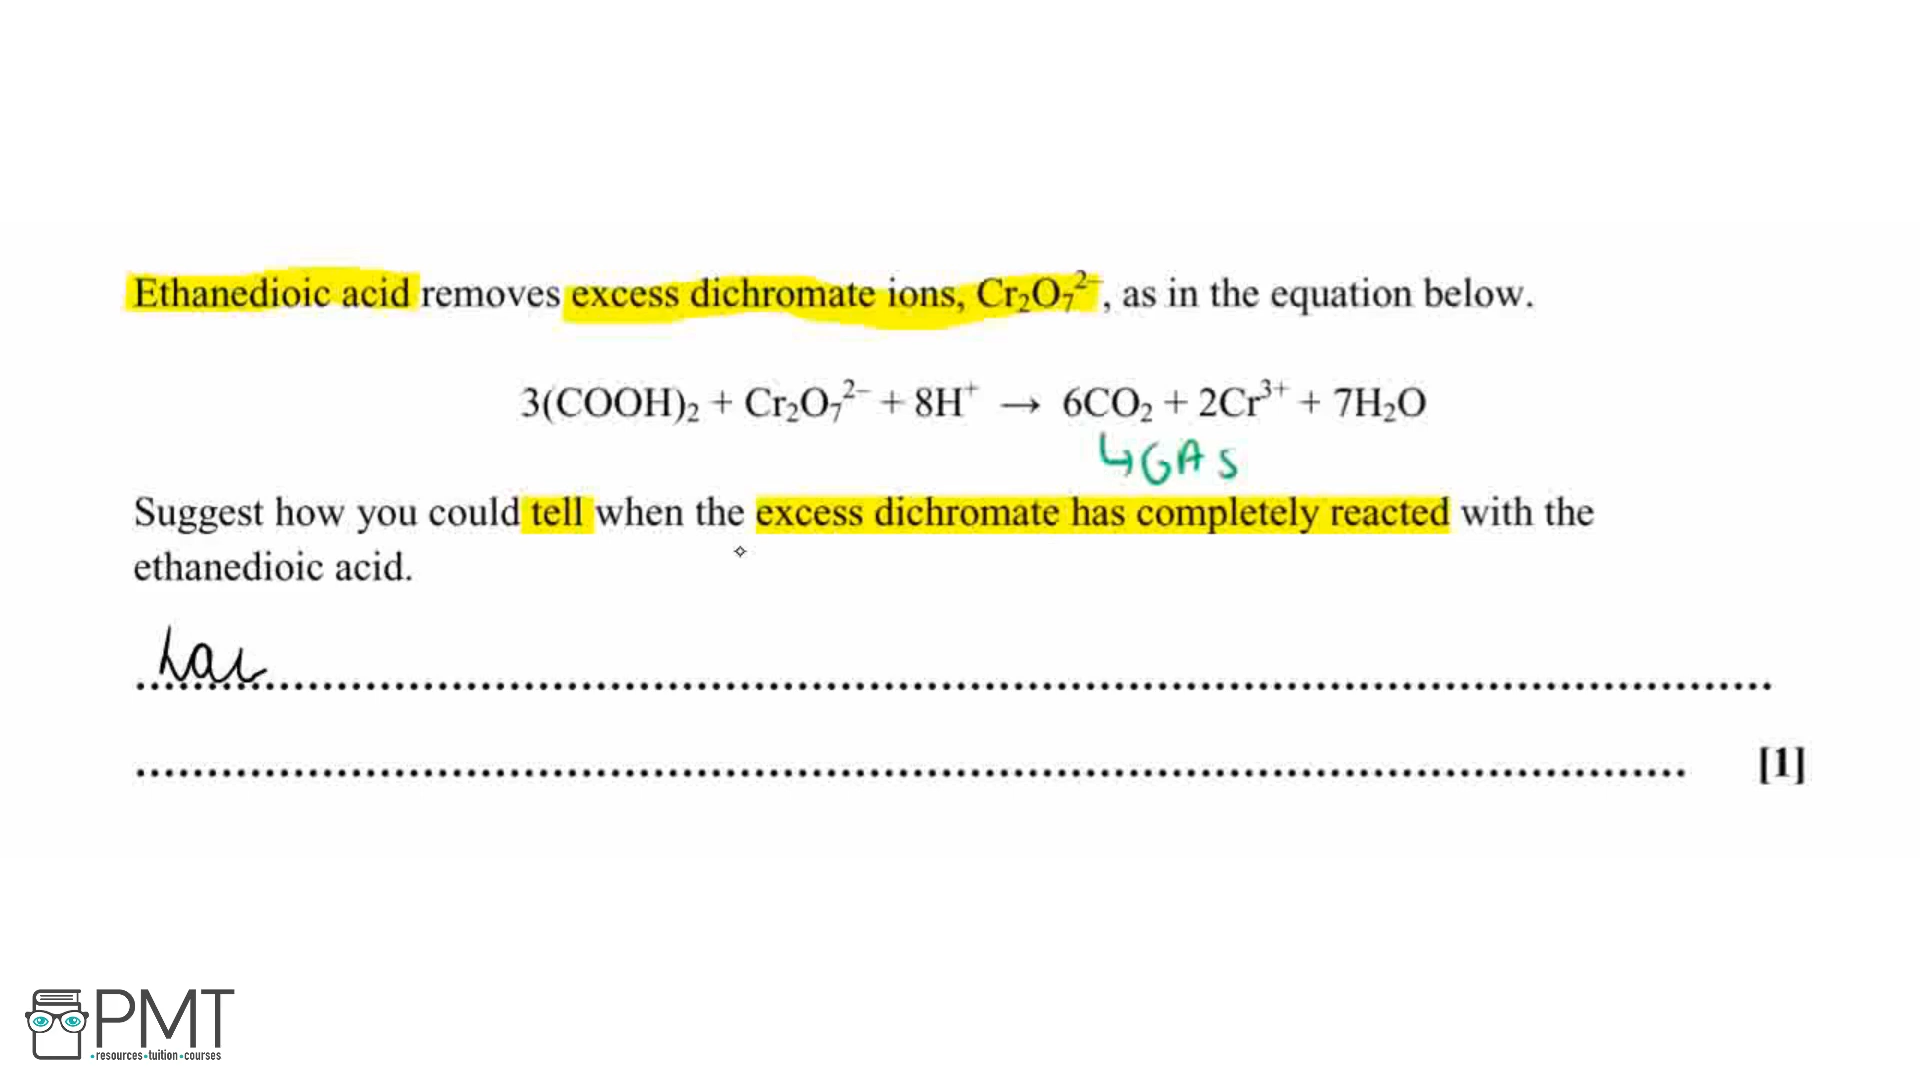 Ethanedioic acid removes excess dichromate ions, Cr₂O₇²⁻, as in the equation below.
3(COOH)₂ + Cr₂O₇²⁻ + 8H⁺ → 6CO₂ + 2Cr³⁺ + 7H₂O
↳ GAS
Suggest how you could tell when the excess dichromate has completely reacted with the
ethanedioic acid.
[1]
PMT
•resources•tuition•courses